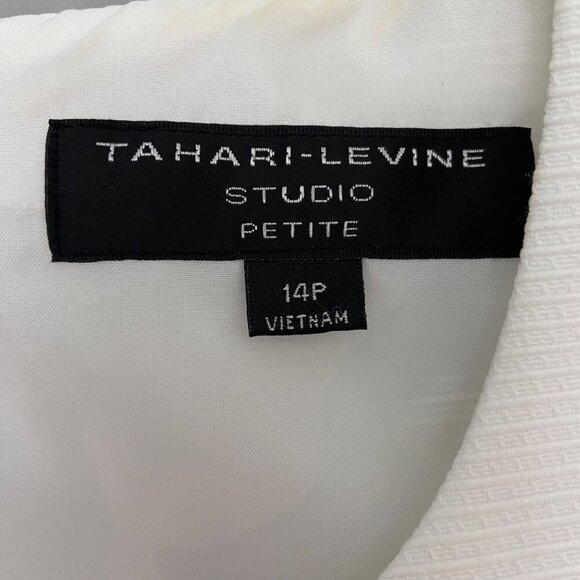 TAHARI-LEVINE
STUDIO
PETITE
14P
VIETNAM